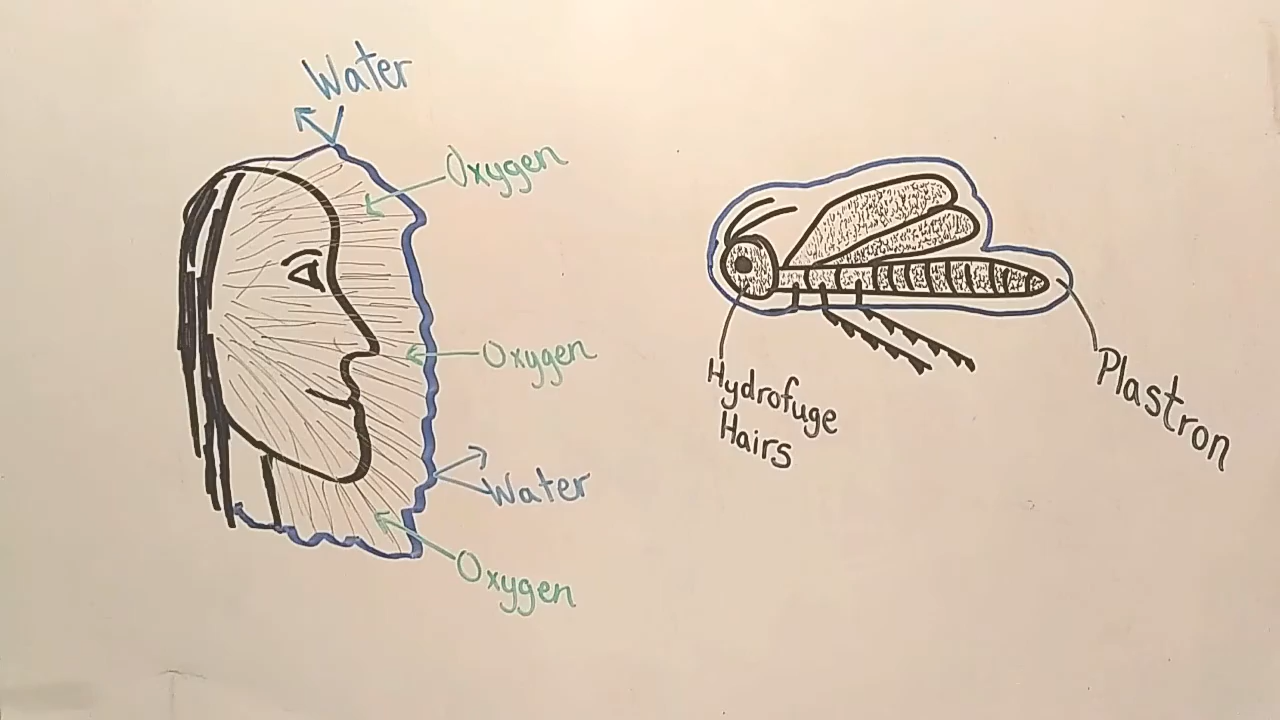 Water
Oxygen
Oxygen
Water
Oxygen
Hydrofuge
Hairs
Plastron